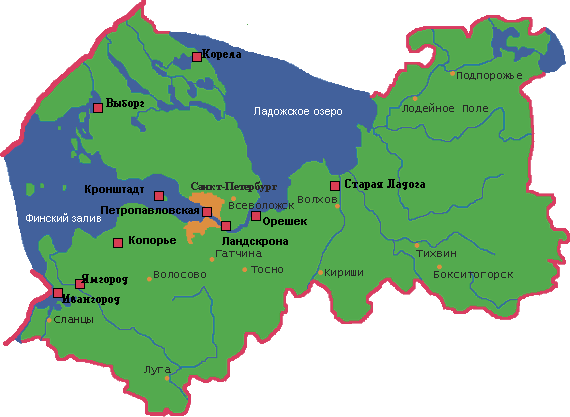 Корела
Подпорожье
Выборг
Лодейное Поле
Ладожское озеро
Кронштадт
Санкт-Петербург
Старая Ладога
Всеволожск
Волхов
Петропавловская
Финский залив
Орешек
Ландскрона
Копорье
Гатчина
Тихвин
Ямгород
Волосово
Тосно
Кириши
Бокситогорск
Ивангород
Сланцы
Луга